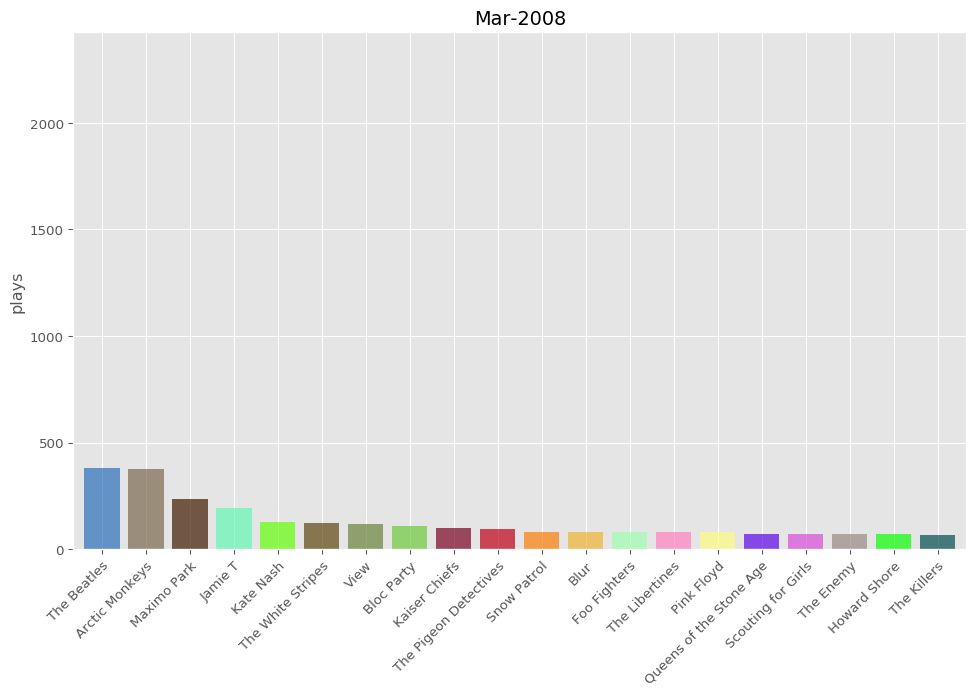 Mar-2008
plays
2000
1500
1000
500
0
The Beatles
Arctic Monkeys
Maximo Park
Jamie T
Kate Nash
The White Stripes
View
Bloc Party
Kaiser Chiefs
The Pigeon Detectives
Snow Patrol
Blur
Foo Fighters
The Libertines
Pink Floyd
Queens of the Stone Age
Scouting for Girls
The Enemy
Howard Shore
The Killers